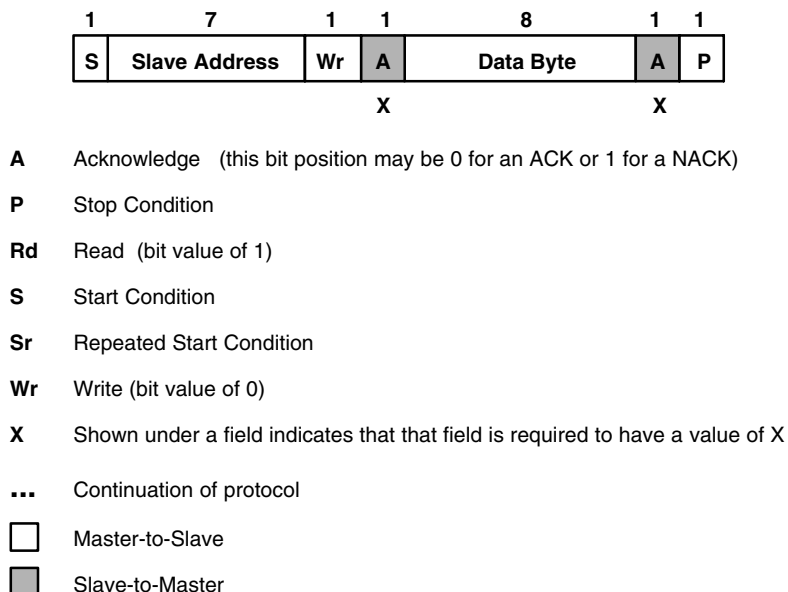 1 7 1 1 8 1 1
S Slave Address Wr A Data Byte A P
X X
A Acknowledge (this bit position may be 0 for an ACK or 1 for a NACK)
P Stop Condition
Rd Read (bit value of 1)
S Start Condition
Sr Repeated Start Condition
Wr Write (bit value of 0)
X Shown under a field indicates that that field is required to have a value of X
... Continuation of protocol
Master-to-Slave
Slave-to-Master